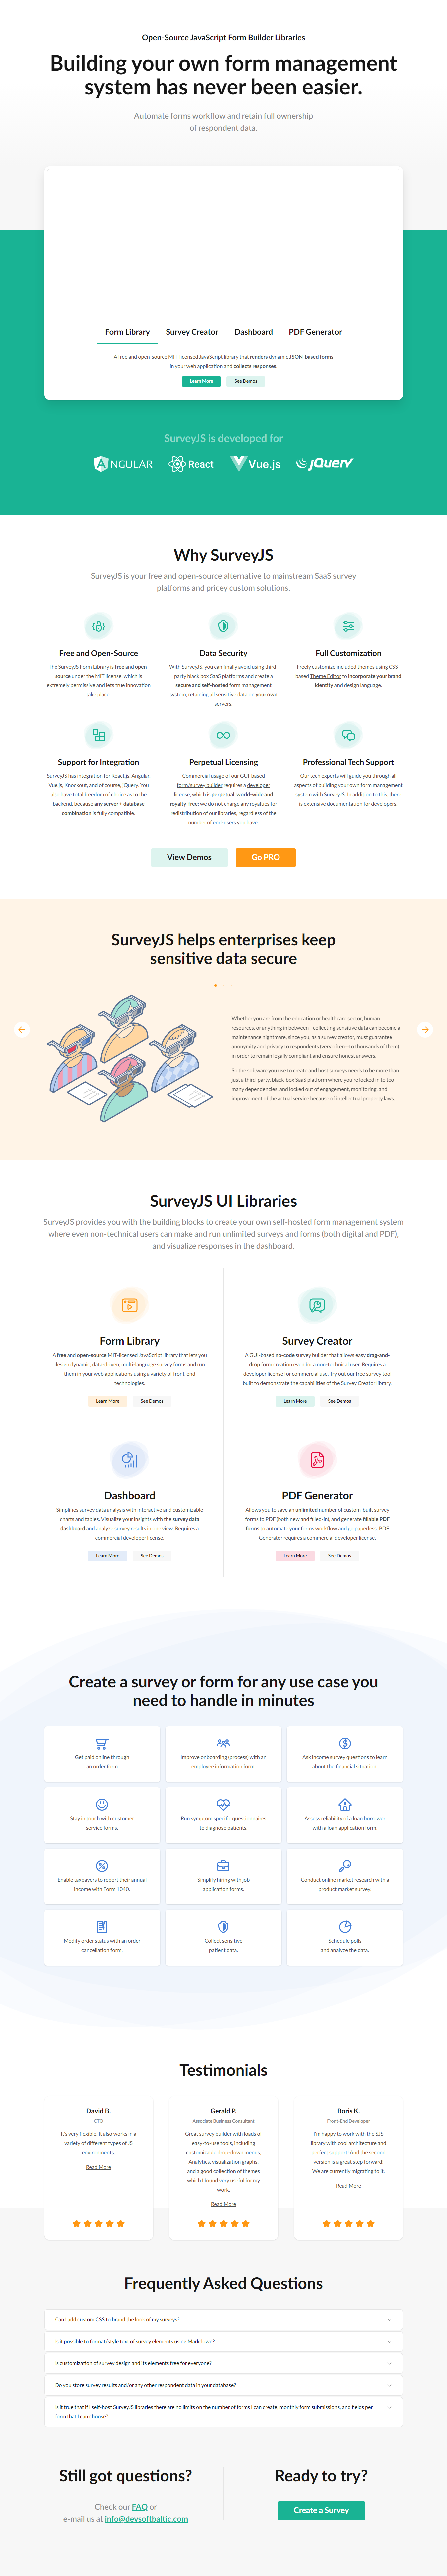 Open-Source JavaScript Form Builder Libraries
Building your own form management
system has never been easier.
Automate forms workflow and retain full ownership
of respondent data.
Form Library
Survey Creator
Dashboard
PDF Generator
A free and open-source MIT-licensed JavaScript library that renders dynamic JSON-based forms
in your web application and collects responses.
Learn More
See Demos
SurveyJS is developed for
ANGULAR
React
Vue.js
jQuery
Why SurveyJS
SurveyJS is your free and open-source alternative to mainstream SaaS survey
platforms and pricey custom solutions.
Free and Open-Source
The SurveyJS Form Library is free and open-
source under the MIT license, which is
extremely permissive and lets true innovation
take place.
Data Security
With SurveyJS, you can finally avoid using third-
party black box SaaS platforms and create a
secure and self-hosted form management
system, retaining all sensitive data on your own
servers.
Full Customization
Freely customize included themes using CSS-
based Theme Editor to incorporate your brand
identity and design language.
Support for Integration
SurveyJS has integration for React.js, Angular,
Vue.js, Knockout, and of course, jQuery. You
also have total freedom of choice as to the
backend, because any server + database
combination is fully compatible.
Perpetual Licensing
Commercial usage of our GUI-based
form/survey builder requires a developer
license, which is perpetual, world-wide and
royalty-free: we do not charge any royalties for
redistribution of our libraries, regardless of the
number of end-users you have.
Professional Tech Support
Our tech experts will guide you through all
aspects of building your own form management
system with SurveyJS. In addition to this, there
is extensive documentation for developers.
View Demos
Go PRO
SurveyJS helps enterprises keep
sensitive data secure
Whether you are from the education or healthcare sector, human
resources, or anything in between—collecting sensitive data can become a
maintenance nightmare, since you, as a survey creator, must guarantee
anonymity and privacy to respondents (very often—to thousands of them)
in order to remain legally compliant and ensure honest answers.
So the software you use to create and host surveys needs to be more than
just a third-party, black-box SaaS platform where you're locked in to too
many dependencies, and locked out of engagement, monitoring, and
improvement of the actual service because of intellectual property laws.
SurveyJS UI Libraries
SurveyJS provides you with the building blocks to create your own self-hosted form management system
where even non-technical users can make and run unlimited surveys and forms (both digital and PDF),
and visualize responses in the dashboard.
Form Library
A free and open-source MIT-licensed JavaScript library that lets you
design dynamic, data-driven, multi-language survey forms and run
them in your web applications using a variety of front-end
technologies.
Learn More
See Demos
Survey Creator
A GUI-based no-code survey builder that allows easy drag-and-
drop form creation even for a non-technical user. Requires a
developer license for commercial use. Try out our free survey tool
built to demonstrate the capabilities of the Survey Creator library.
Learn More
See Demos
Dashboard
Simplifies survey data analysis with interactive and customizable
charts and tables. Visualize your insights with the survey data
dashboard and analyze survey results in one view. Requires a
commercial developer license.
Learn More
See Demos
PDF Generator
Allows you to save an unlimited number of custom-built survey
forms to PDF (both new and filled-in), and generate fillable PDF
forms to automate your forms workflow and go paperless. PDF
Generator requires a commercial developer license.
Learn More
See Demos
Create a survey or form for any use case you
need to handle in minutes
Get paid online through
an order form
Improve onboarding (process) with an
employee information form.
Ask income survey questions to learn
about the financial situation.
Stay in touch with customer
service forms.
Run symptom specific questionnaires
to diagnose patients.
Assess reliability of a loan borrower
with a loan application form.
Enable taxpayers to report their annual
income with Form 1040.
Simplify hiring with job
application forms.
Conduct online market research with a
product market survey.
Modify order status with an order
cancellation form.
Collect sensitive
patient data.
Schedule polls
and analyze the data.
Testimonials
David B.
CTO
It's very flexible. It also works in a
variety of different types of JS
environments.
Read More
Gerald P.
Associate Business Consultant
Great survey builder with loads of
easy-to-use tools, including
customizable drop-down menus,
Analytics, visualization graphs,
and a good collection of themes
which I found very useful for my
work.
Read More
Boris K.
Front-End Developer
I'm happy to work with the SJS
library with cool architecture and
perfect support! And the second
version is a great step forward!
We are currently migrating to it.
Read More
Frequently Asked Questions
Can I add custom CSS to brand the look of my surveys?
Is it possible to format/style text of survey elements using Markdown?
Is customization of survey design and its elements free for everyone?
Do you store survey results and/or any other respondent data in your database?
Is it true that if I self-host SurveyJS libraries there are no limits on the number of forms I can create, monthly form submissions, and fields per
form that I can choose?
Still got questions?
Check our FAQ or
e-mail us at info@devsoftbaltic.com
Ready to try?
Create a Survey